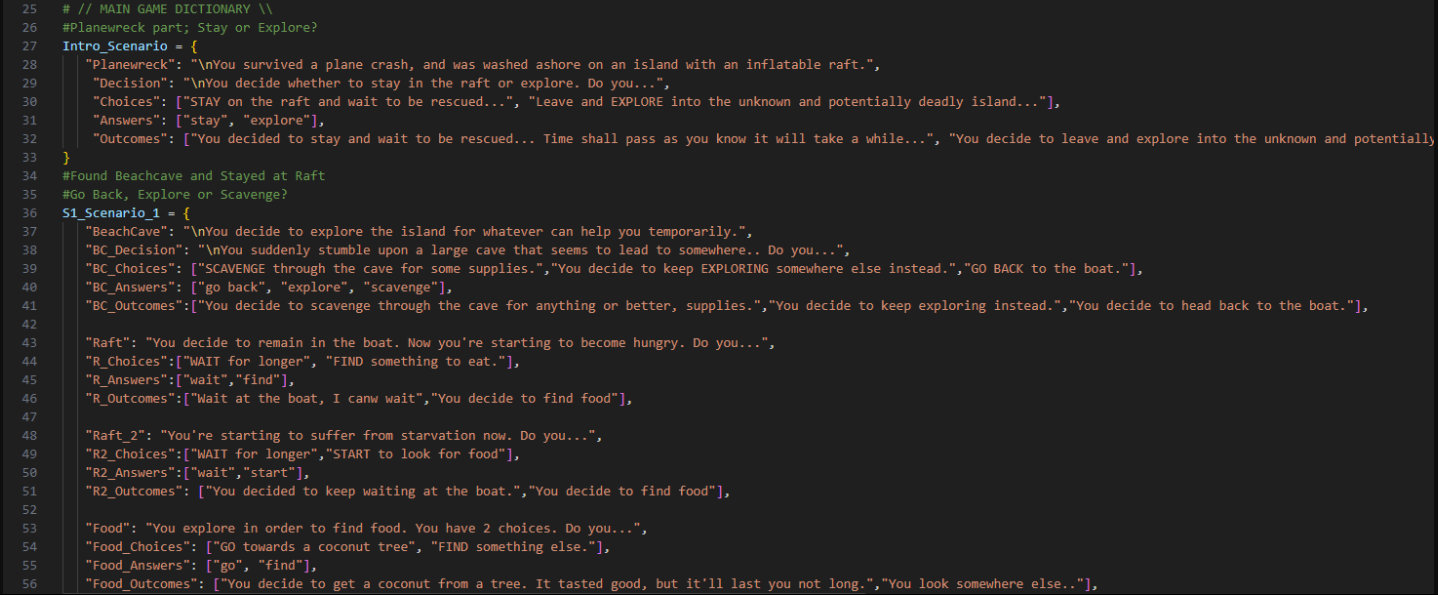 25 # // MAIN GAME DICTIONARY \\
26 #Planewreck part; Stay or Explore?
27 Intro_Scenario = {
28 "Planewreck": "\nYou survived a plane crash, and was washed ashore on an island with an inflatable raft.",
29 "Decision": "\nYou decide whether to stay in the raft or explore. Do you...",
30 "Choices": ["STAY on the raft and wait to be rescued...", "Leave and EXPLORE into the unknown and potentially deadly island..."],
31 "Answers": ["stay", "explore"],
32 "Outcomes": ["You decided to stay and wait to be rescued... Time shall pass as you know it will take a while...", "You decide to leave and explore into the unknown and potentially
33 }
34 #Found Beachcave and Stayed at Raft
35 #Go Back, Explore or Scavenge?
36 S1_Scenario_1 = {
37 "BeachCave": "\nYou decide to explore the island for whatever can help you temporarily.",
38 "BC_Decision": "\nYou suddenly stumble upon a large cave that seems to lead to somewhere.. Do you...",
39 "BC_Choices": ["SCAVENGE through the cave for some supplies.","You decide to keep EXPLORING somewhere else instead.","GO BACK to the boat."],
40 "BC_Answers": ["go back", "explore", "scavenge"],
41 "BC_Outcomes":["You decide to scavenge through the cave for anything or better, supplies.","You decide to keep exploring instead.","You decide to head back to the boat."],
42
43 "Raft": "You decide to remain in the boat. Now you're starting to become hungry. Do you...",
44 "R_Choices":["WAIT for longer", "FIND something to eat."],
45 "R_Answers":["wait","find"],
46 "R_Outcomes":["Wait at the boat, I canw wait","You decide to find food"],
47
48 "Raft_2": "You're starting to suffer from starvation now. Do you...",
49 "R2_Choices":["WAIT for longer","START to look for food"],
50 "R2_Answers":["wait","start"],
51 "R2_Outcomes": ["You decided to keep waiting at the boat.","You decide to find food"],
52
53 "Food": "You explore in order to find food. You have 2 choices. Do you...",
54 "Food_Choices": ["GO towards a coconut tree", "FIND something else."],
55 "Food_Answers": ["go", "find"],
56 "Food_Outcomes": ["You decide to get a coconut from a tree. It tasted good, but it'll last you not long.","You look somewhere else.."],